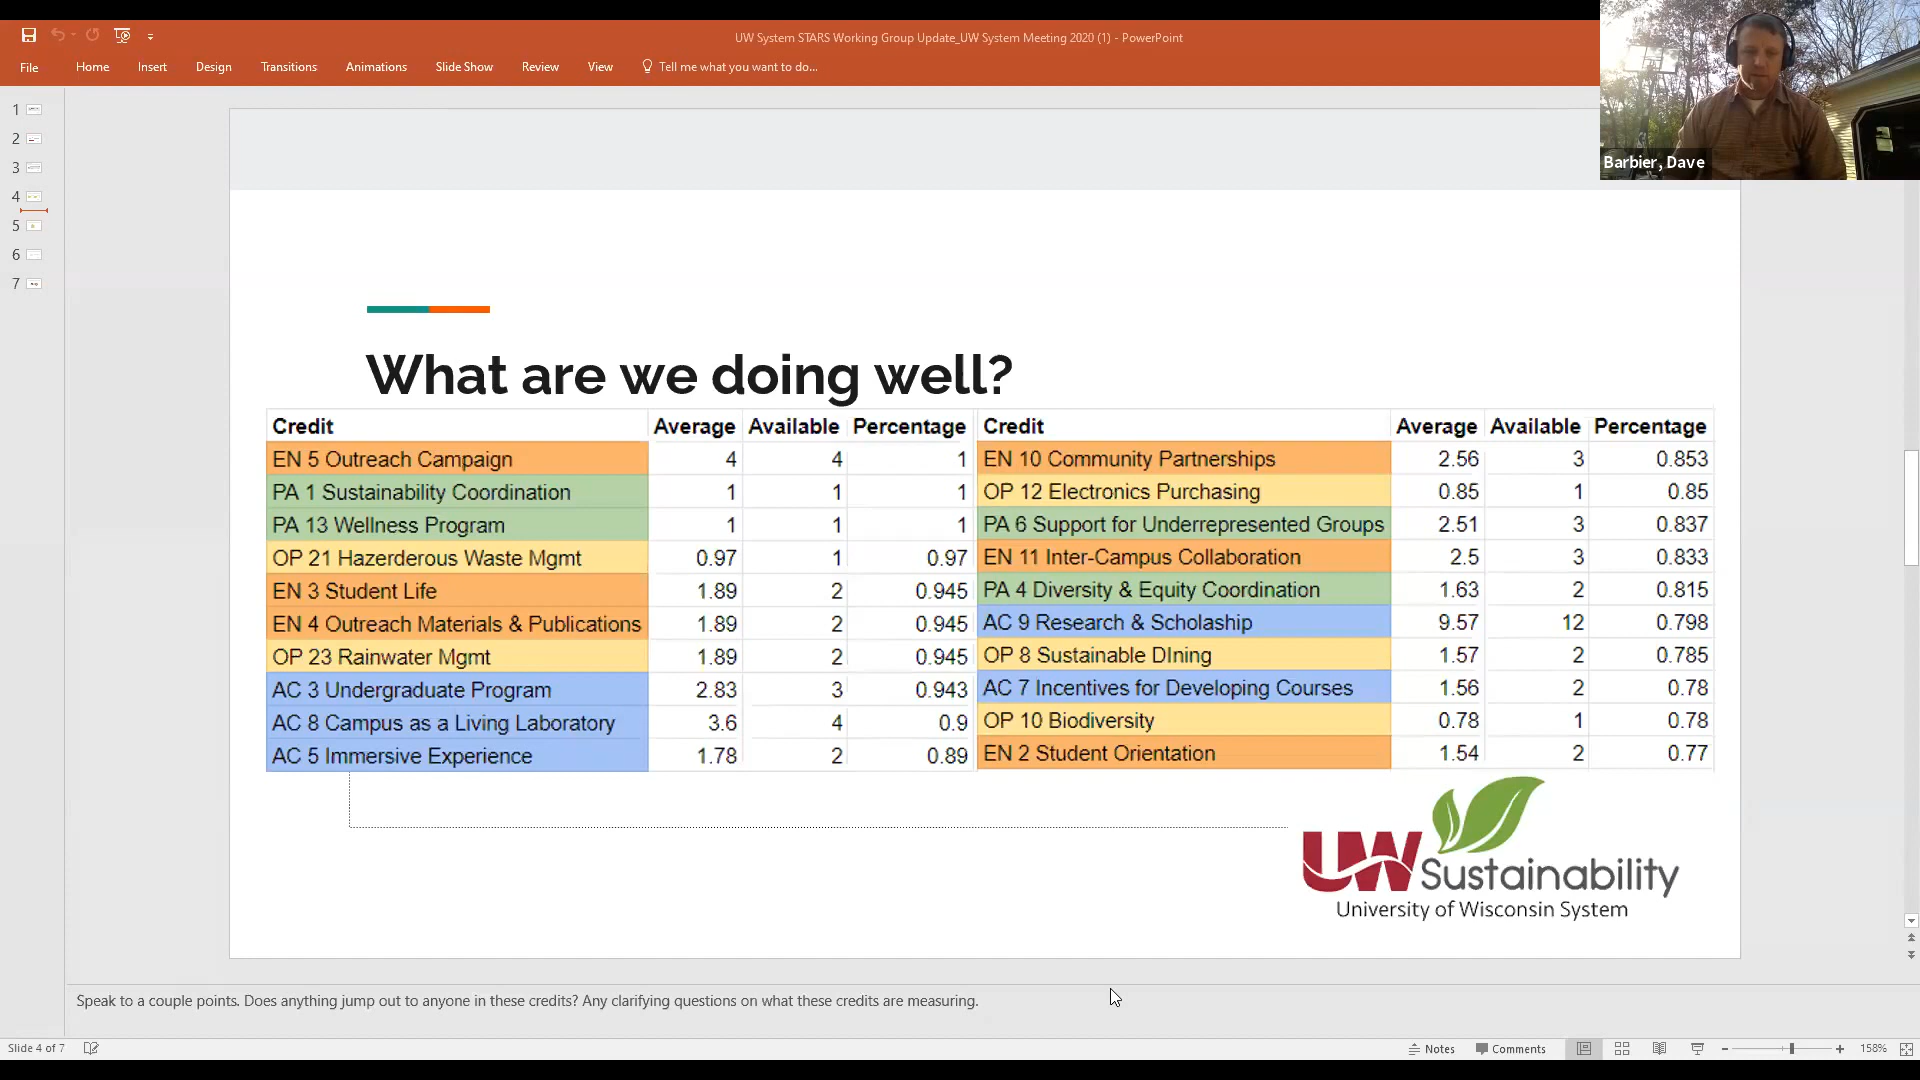 UW System STARS Working Group Update_UW System Meeting 2020 (1) - PowerPoint
File Home Insert Design Transitions Animations Slide Show Review View Tell me what you want to do...
Barbier, Dave
1
2
3
4
5
6
7
What are we doing well?
Credit Average Available Percentage Credit Average Available Percentage
EN 5 Outreach Campaign 4 4 1 EN 10 Community Partnerships 2.56 3 0.853
PA 1 Sustainability Coordination 1 1 1 OP 12 Electronics Purchasing 0.85 1 0.85
PA 13 Wellness Program 1 1 1 PA 6 Support for Underrepresented Groups 2.51 3 0.837
OP 21 Hazerderous Waste Mgmt 0.97 1 0.97 EN 11 Inter-Campus Collaboration 2.5 3 0.833
EN 3 Student Life 1.89 2 0.945 PA 4 Diversity & Equity Coordination 1.63 2 0.815
EN 4 Outreach Materials & Publications 1.89 2 0.945 AC 9 Research & Scholaship 9.57 12 0.798
OP 23 Rainwater Mgmt 1.89 2 0.945 OP 8 Sustainable DIning 1.57 2 0.785
AC 3 Undergraduate Program 2.83 3 0.943 AC 7 Incentives for Developing Courses 1.56 2 0.78
AC 8 Campus as a Living Laboratory 3.6 4 0.9 OP 10 Biodiversity 0.78 1 0.78
AC 5 Immersive Experience 1.78 2 0.89 EN 2 Student Orientation 1.54 2 0.77
UW Sustainability
University of Wisconsin System
Speak to a couple points. Does anything jump out to anyone in these credits? Any clarifying questions on what these credits are measuring.
Slide 4 of 7 Notes Comments 158%